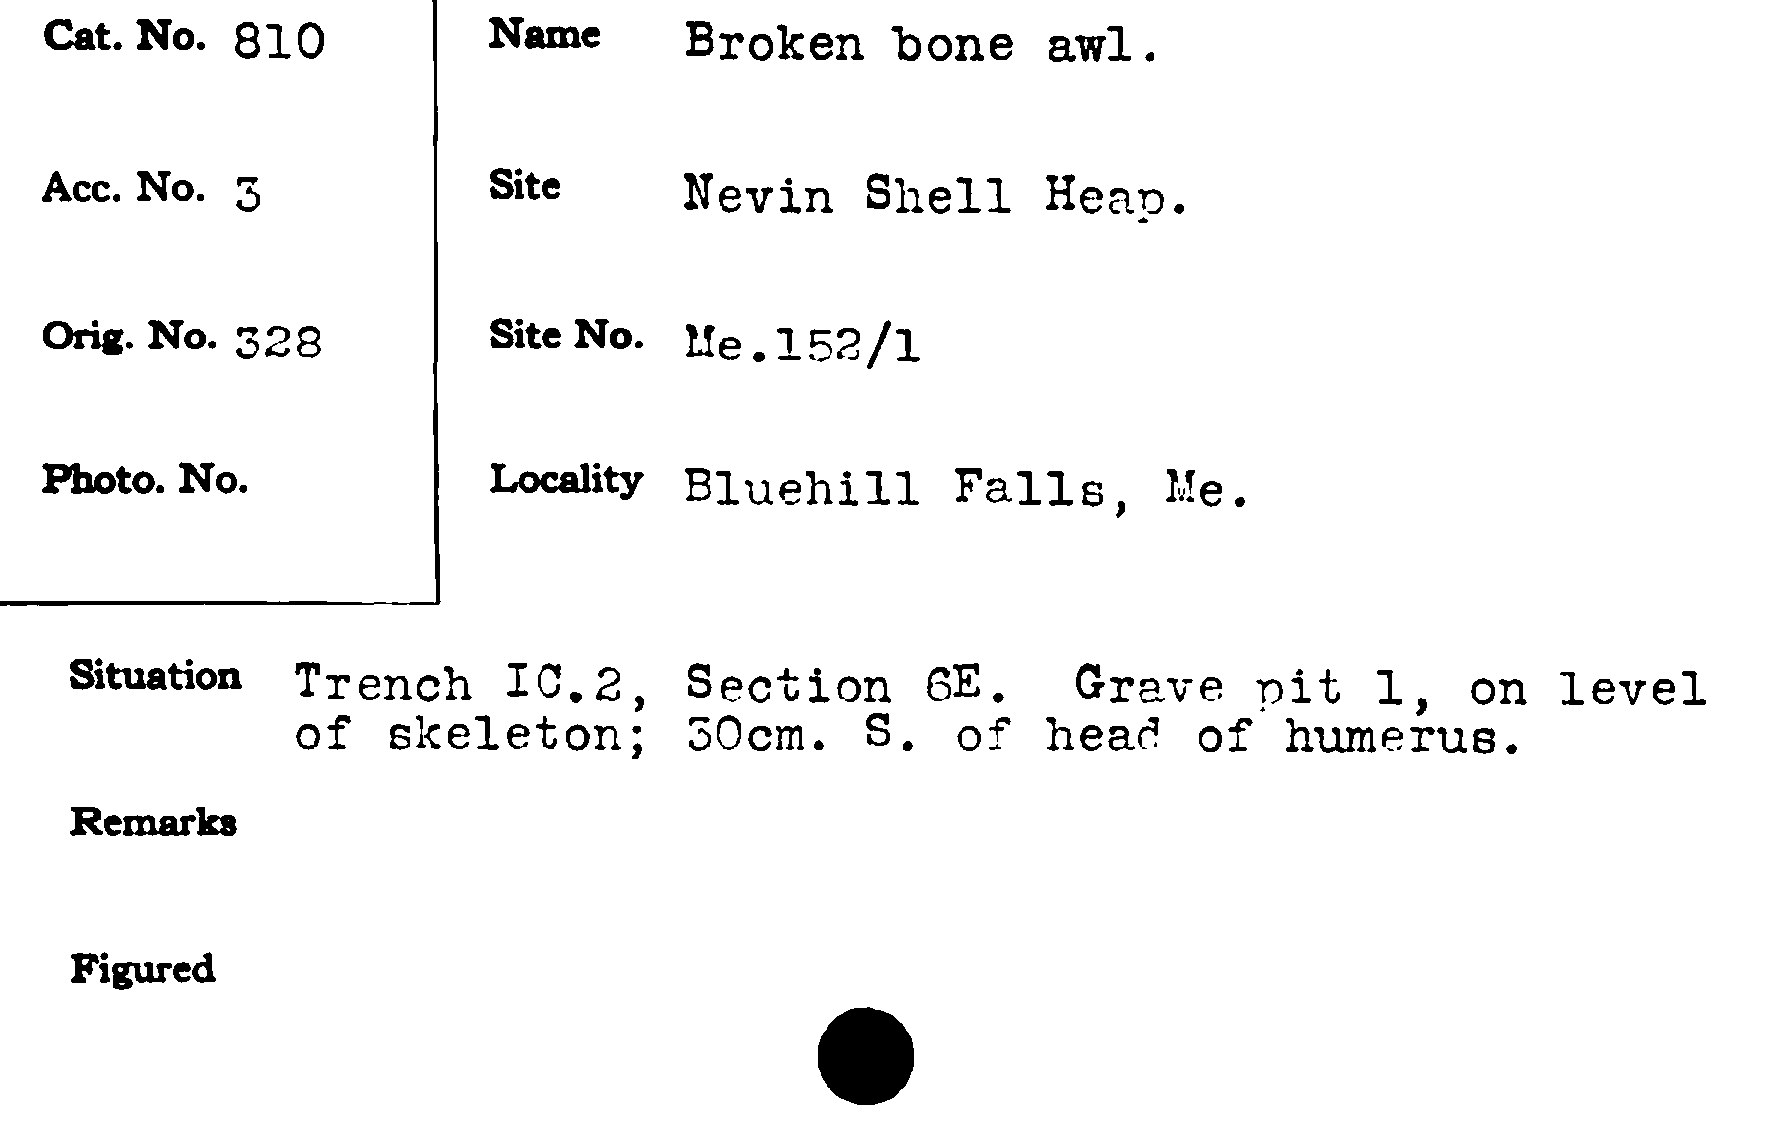 Cat. No. 810
Name Broken bone awl.
Acc. No. 3
Site Nevin Shell Heap.
Orig. No. 328
Site No. Me.152/1
Photo. No.
Locality Bluehill Falls, Me.
Situation Trench IC.2, Section 6E. Grave pit 1, on level
of skeleton; 30cm. S. of head of humerus.
Remarks
Figured